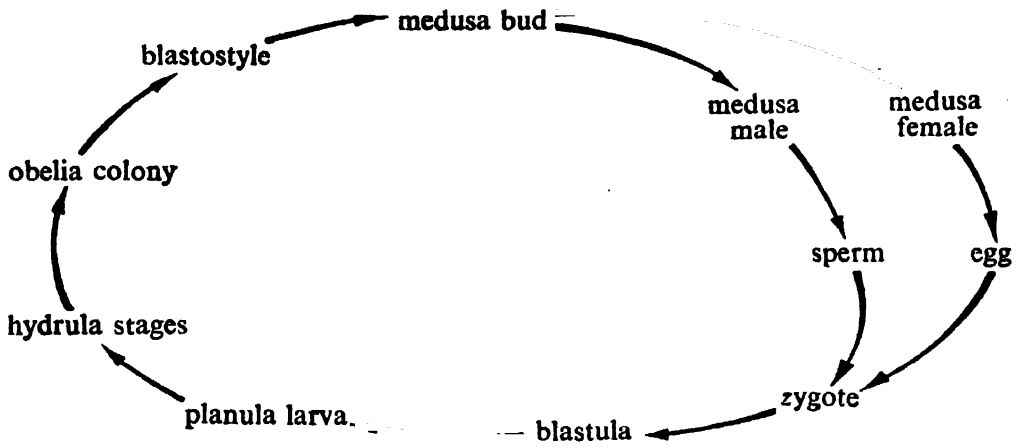 medusa bud
blastostyle
medusa
male
medusa
female
obelia colony
sperm
egg
hydrula stages
zygote
planula larva.
blastula